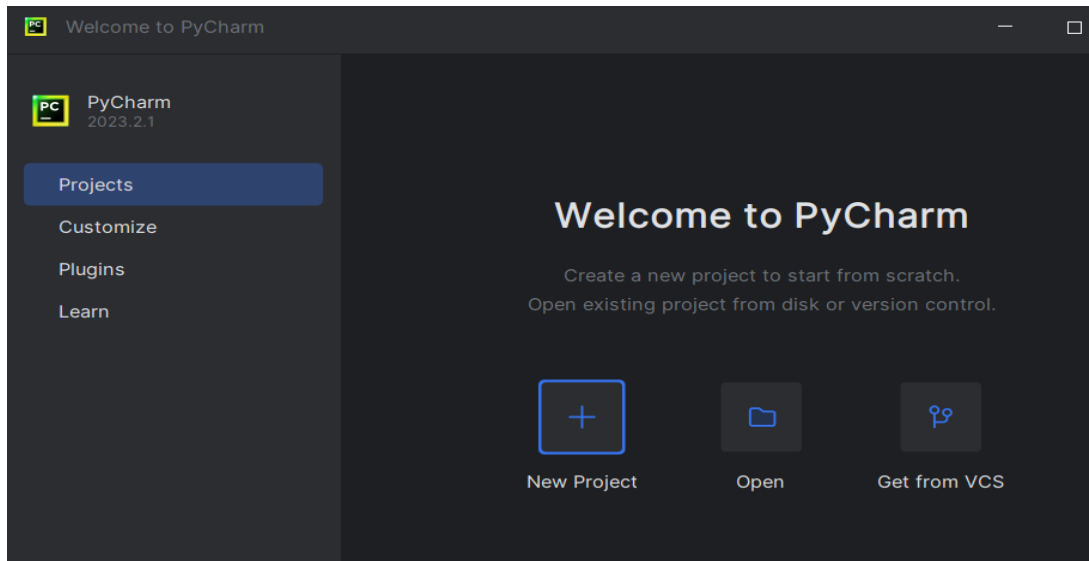 PC
Welcome to PyCharm
PC
PyCharm
2023.2.1
Projects
Customize
Plugins
Learn
Welcome to PyCharm
Create a new project to start from scratch.
Open existing project from disk or version control.
New Project
Open
Get from VCS